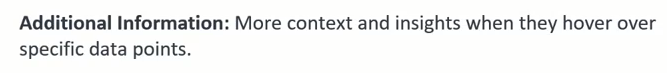 Additional Information: More context and insights when they hover over
specific data points.